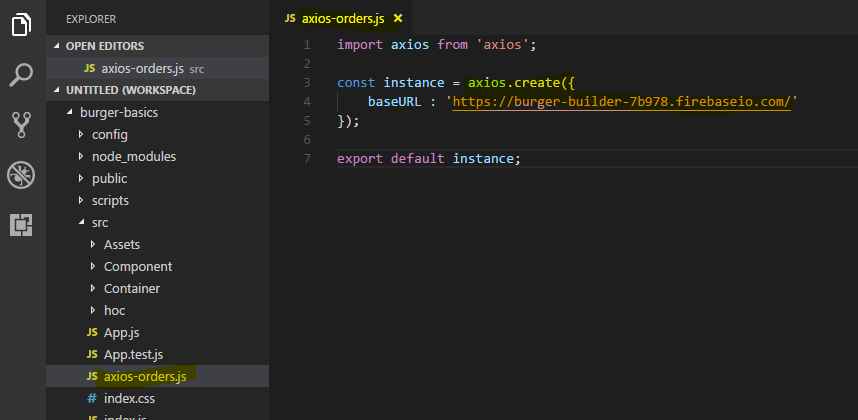 EXPLORER
OPEN EDITORS
JS axios-orders.js src
UNTITLED (WORKSPACE)
burger-basics
config
node_modules
public
scripts
src
Assets
Component
Container
hoc
JS App.js
JS App.test.js
JS axios-orders.js
# index.css
JS index.js
JS axios-orders.js ×
1 import axios from 'axios';
2
3 const instance = axios.create({
4 baseURL : 'https://burger-builder-7b978.firebaseio.com/'
5 });
6
7 export default instance;